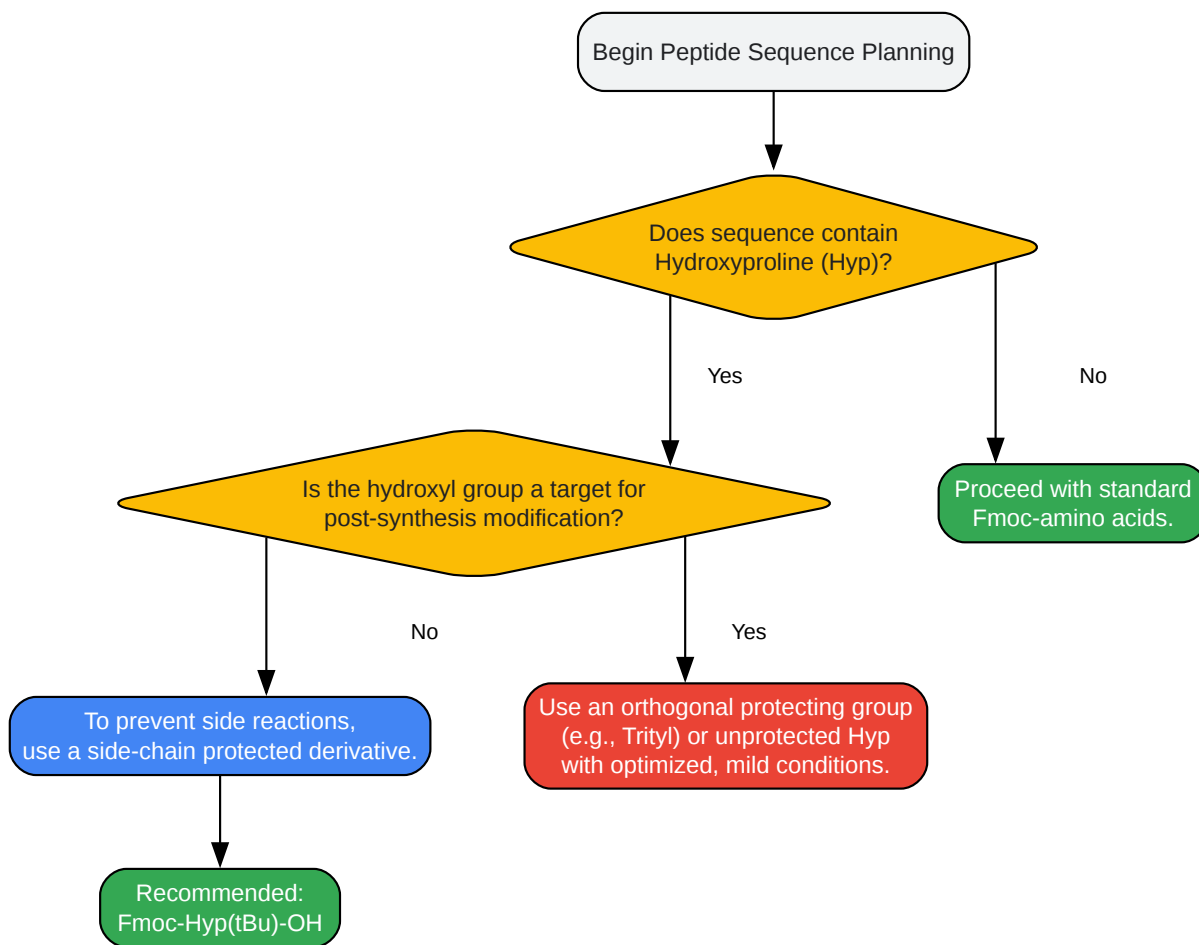 Begin Peptide Sequence Planning
Does sequence contain
Hydroxyproline (Hyp)?
Yes
No
Is the hydroxyl group a target for
post-synthesis modification?
Proceed with standard
Fmoc-amino acids.
No
Yes
To prevent side reactions,
use a side-chain protected derivative.
Use an orthogonal protecting group
(e.g., Trityl) or unprotected Hyp
with optimized, mild conditions.
Recommended:
Fmoc-Hyp(tBu)-OH